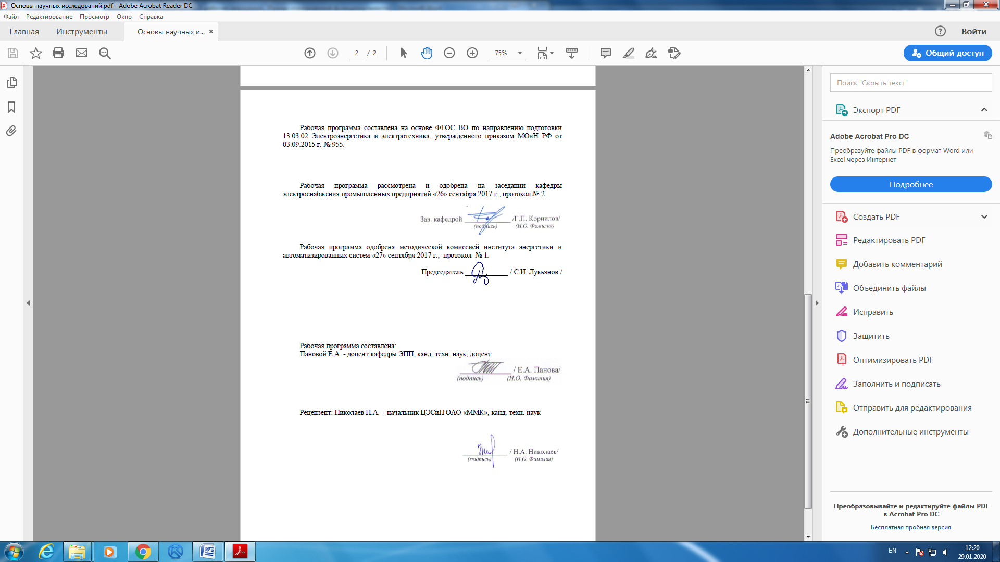 Основы научных исследований.pdf - Adobe Acrobat Reader DC
Файл Редактирование Просмотр Окно Справка
Главная Инструменты Основы научных и... × Войти
2 / 2 75% Общий доступ
Рабочая программа составлена на основе ФГОС ВО по направлению подготовки
13.03.02 Электроэнергетика и электротехника, утвержденного приказом МОиН РФ от
03.09.2015 г. № 955.
Рабочая программа рассмотрена и одобрена на заседании кафедры
электроснабжения промышленных предприятий «26» сентября 2017 г., протокол № 2.
Зав. кафедрой /Г.П. Корнилов/
(подпись) (И.О. Фамилия)
Рабочая программа одобрена методической комиссией института энергетики и
автоматизированных систем «27» сентября 2017 г., протокол № 1.
Председатель / С.И. Лукьянов /
Рабочая программа составлена:
Пановой Е.А. - доцент кафедры ЭПП, канд. техн. наук, доцент
/ Е.А. Панова/
(подпись) (И.О. Фамилия)
Рецензент: Николаев Н.А. – начальник ЦЭСиП ОАО «ММК», канд. техн. наук
/ Н.А. Николаев/
(подпись) (И.О. Фамилия)
Поиск "Скрыть текст"
Экспорт PDF
Adobe Acrobat Pro DC
Преобразуйте файлы PDF в формат Word или
Excel через Интернет
Подробнее
Создать PDF
Редактировать PDF
Добавить комментарий
Объединить файлы
Исправить
Защитить
Оптимизировать PDF
Заполнить и подписать
Отправить для редактирования
Дополнительные инструменты
Преобразовывайте и редактируйте файлы PDF
в Acrobat Pro DC
Бесплатная пробная версия
EN
12:20
29.01.2020